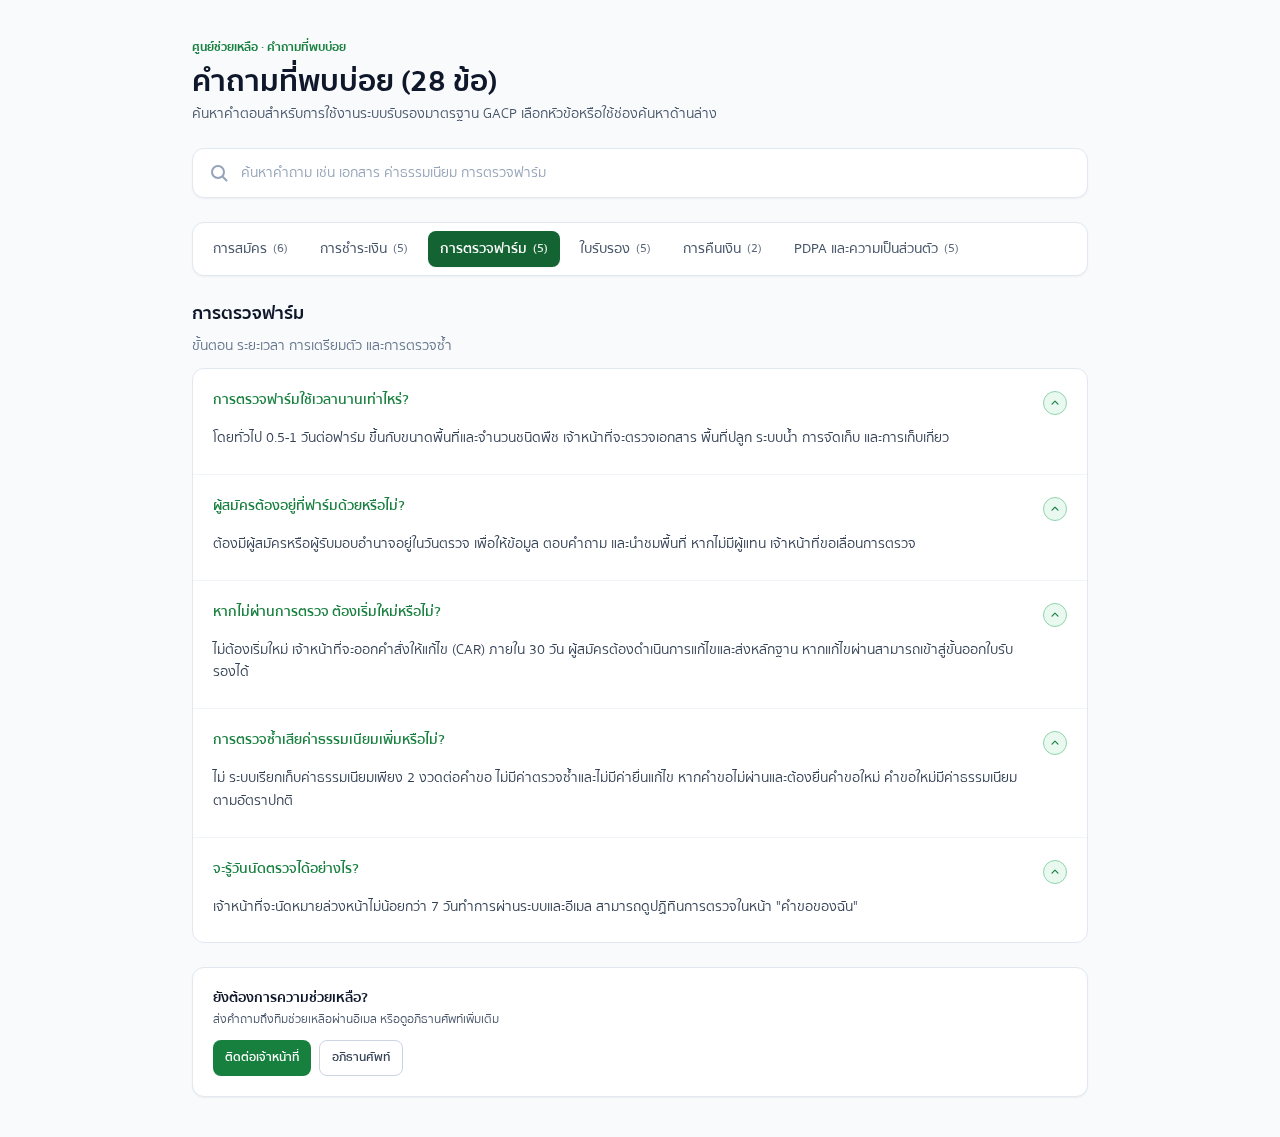 ศูนย์ช่วยเหลือ · คำถามที่พบบ่อย
คำถามที่พบบ่อย (28 ข้อ)
ค้นหาคำตอบสำหรับการใช้งานระบบรับรองมาตรฐาน GACP เลือกหัวข้อหรือใช้ช่องค้นหาด้านล่าง
ค้นหาคำถาม เช่น เอกสาร ค่าธรรมเนียม การตรวจฟาร์ม
การสมัคร (6) การชำระเงิน (5) การตรวจฟาร์ม (5) ใบรับรอง (5) การคืนเงิน (2) PDPA และความเป็นส่วนตัว (5)
การตรวจฟาร์ม
ขั้นตอน ระยะเวลา การเตรียมตัว และการตรวจซ้ำ
การตรวจฟาร์มใช้เวลานานเท่าไหร่?
โดยทั่วไป 0.5-1 วันต่อฟาร์ม ขึ้นกับขนาดพื้นที่และจำนวนชนิดพืช เจ้าหน้าที่จะตรวจเอกสาร พื้นที่ปลูก ระบบน้ำ การจัดเก็บ และการเก็บเกี่ยว
ผู้สมัครต้องอยู่ที่ฟาร์มด้วยหรือไม่?
ต้องมีผู้สมัครหรือผู้รับมอบอำนาจอยู่ในวันตรวจ เพื่อให้ข้อมูล ตอบคำถาม และนำชมพื้นที่ หากไม่มีผู้แทน เจ้าหน้าที่ขอเลื่อนการตรวจ
หากไม่ผ่านการตรวจ ต้องเริ่มใหม่หรือไม่?
ไม่ต้องเริ่มใหม่ เจ้าหน้าที่จะออกคำสั่งให้แก้ไข (CAR) ภายใน 30 วัน ผู้สมัครต้องดำเนินการแก้ไขและส่งหลักฐาน หากแก้ไขผ่านสามารถเข้าสู่ขั้นออกใบรับ
รองได้
การตรวจซ้ำเสียค่าธรรมเนียมเพิ่มหรือไม่?
ไม่ ระบบเรียกเก็บค่าธรรมเนียมเพียง 2 งวดต่อคำขอ ไม่มีค่าตรวจซ้ำและไม่มีค่ายื่นแก้ไข หากคำขอไม่ผ่านและต้องยื่นคำขอใหม่ คำขอใหม่มีค่าธรรมเนียม
ตามอัตราปกติ
จะรู้วันนัดตรวจได้อย่างไร?
เจ้าหน้าที่จะนัดหมายล่วงหน้าไม่น้อยกว่า 7 วันทำการผ่านระบบและอีเมล สามารถดูปฏิทินการตรวจในหน้า "คำขอของฉัน"
ยังต้องการความช่วยเหลือ?
ส่งคำถามถึงทีมช่วยเหลือผ่านอีเมล หรือดูอภิธานศัพท์เพิ่มเติม
ติดต่อเจ้าหน้าที่ อภิธานศัพท์